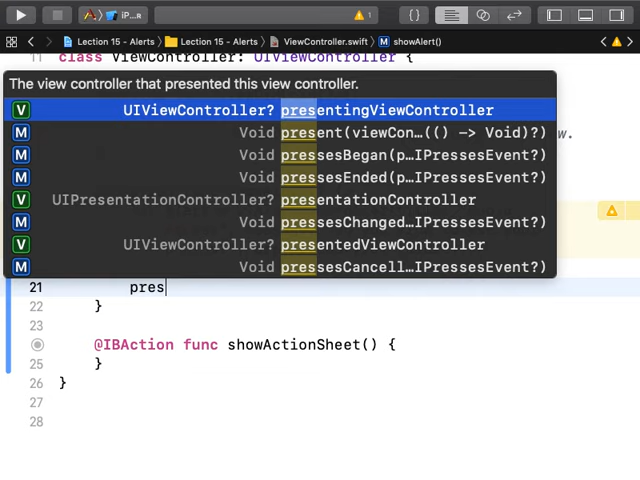 iP...R
1
{ }
Lection 15 - Alerts Lection 15 - Alerts ViewController.swift M showAlert()
11 class ViewController: UIViewController {
The view controller that presented this view controller.
V UIViewController? presentingViewController
M Void present(viewCon…(() -> Void)?)
w.
M Void pressesBegan(p…IPressesEvent?)
M Void pressesEnded(p…IPressesEvent?)
V UIPresentationController? presentationController
M Void pressesChanged…IPressesEvent?)
V UIViewController? presentedViewController
M Void pressesCancell…IPressesEvent?)
21 pres
22 }
23
@IBAction func showActionSheet() {
25 }
26 }
27
28